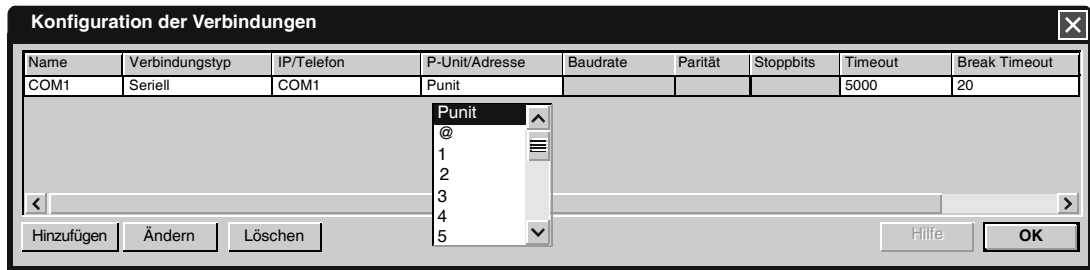 Konfiguration der Verbindungen
Name Verbindungstyp IP/Telefon P-Unit/Adresse Baudrate Parität Stoppbits Timeout Break Timeout
COM1 Seriell COM1 Punit 5000 20
Punit
@
1
2
3
4
5
Hinzufügen Ändern Löschen Hilfe OK